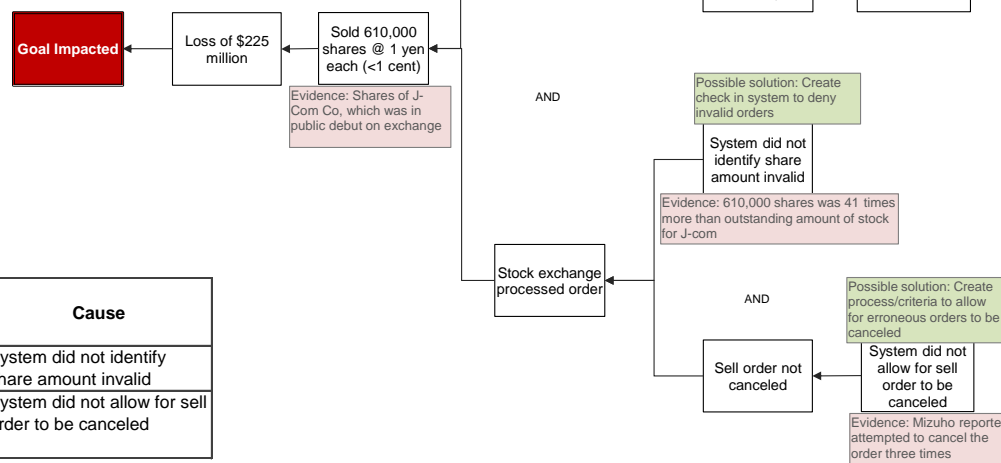 Goal Impacted
Loss of $225
million
Sold 610,000
shares @ 1 yen
each (<1 cent)
Evidence: Shares of J-
Com Co, which was in
public debut on exchange
AND
Possible solution: Create
check in system to deny
invalid orders
System did not
identify share
amount invalid
Evidence: 610,000 shares was 41 times
more than outstanding amount of stock
for J-com
Stock exchange
processed order
AND
Possible solution: Create
process/criteria to allow
for erroneous orders to be
canceled
Sell order not
canceled
System did not
allow for sell
order to be
canceled
Evidence: Mizuho reporte
attempted to cancel the
order three times
Cause
ystem did not identify
hare amount invalid
ystem did not allow for sell
rder to be canceled